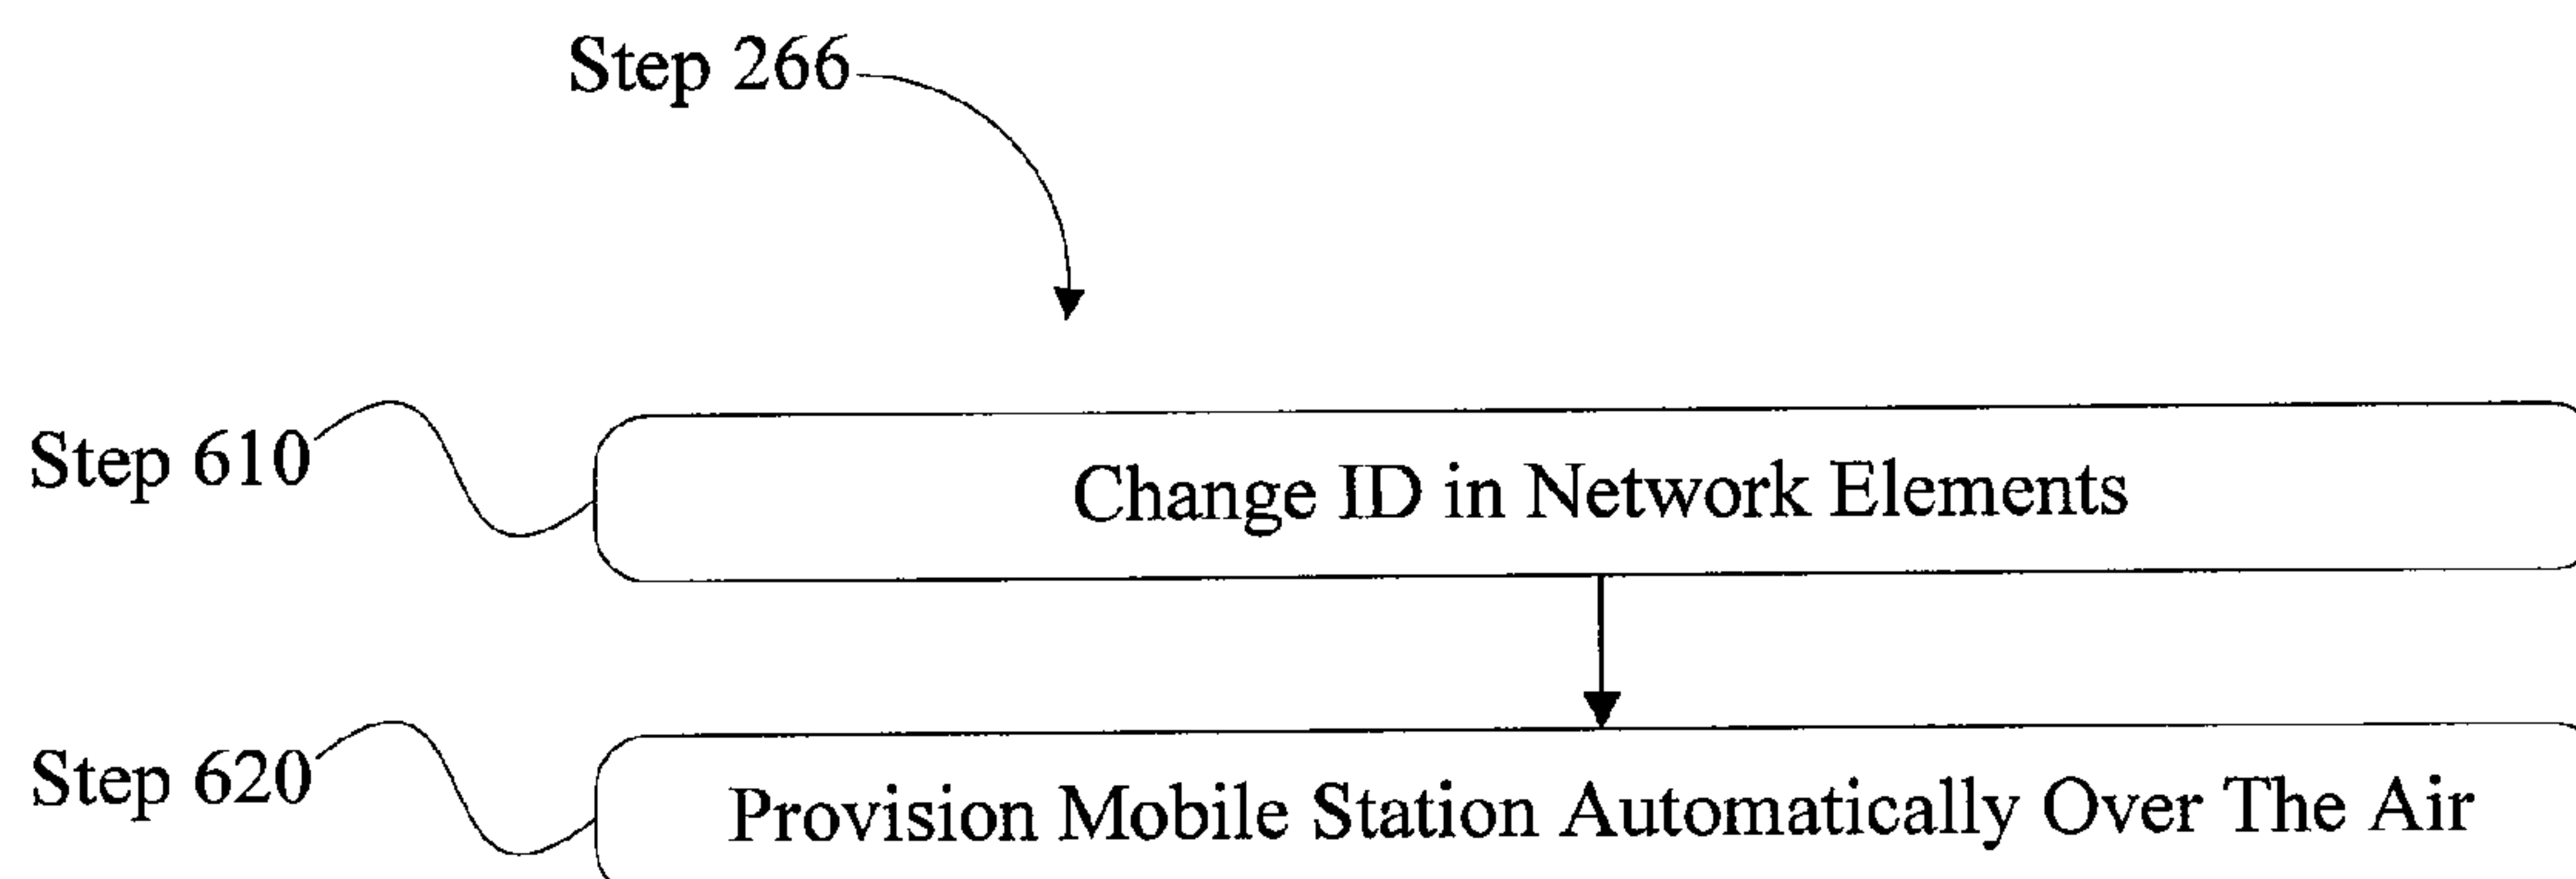 Step 266
Step 610
Change ID in Network Elements
Step 620
Provision Mobile Station Automatically Over The Air